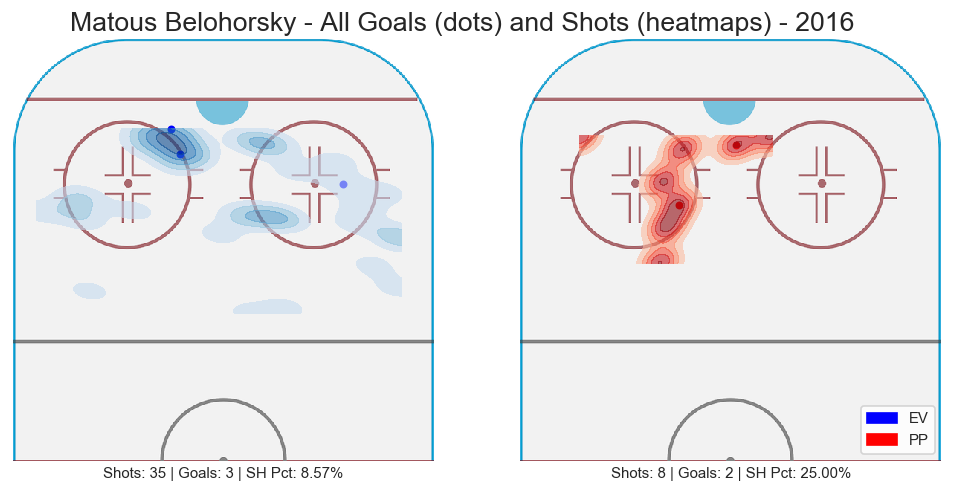 Matous Belohorsky - All Goals (dots) and Shots (heatmaps) - 2016
EV
PP
Shots: 35 | Goals: 3 | SH Pct: 8.57%
Shots: 8 | Goals: 2 | SH Pct: 25.00%